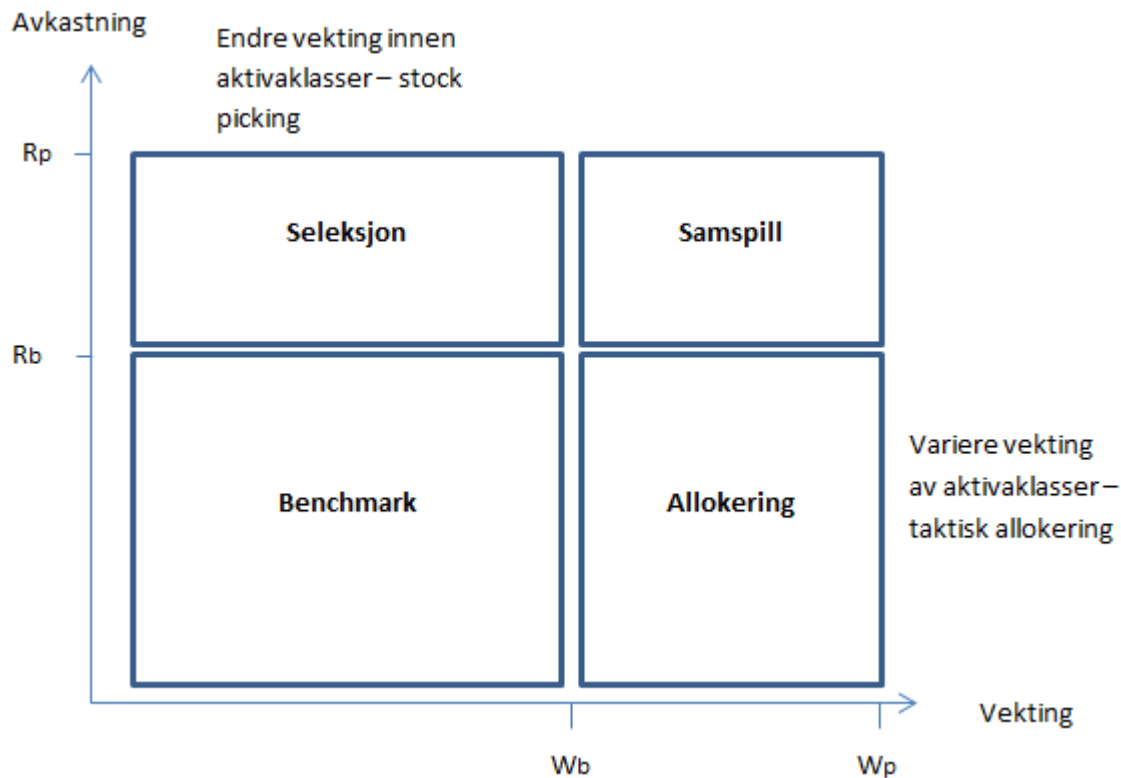 Avkastning
Endre vekting innen
aktivaklasser – stock
picking
Rp
Seleksjon
Samspill
Rb
Benchmark
Allokering
Variere vekting
av aktivaklasser –
taktisk allokering
Vekting
Wb
Wp